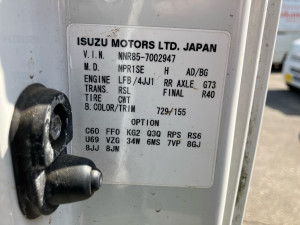 ISUZU MOTORS LTD. JAPAN
V.I.N. NNR85-7002947
M.D. MPR1SE H AD/BG
ENGINE LFB /4JJ1 RR AXLE G73
TRANS. RSL FINAL R40
TIRE CWT
B.COLOR/TRIM 729/155
OPTION
C60 FF0 KG2 Q3Q RPS RS6
U69 VZG 34W 6MS 7VP 8GJ
8JJ 8JN